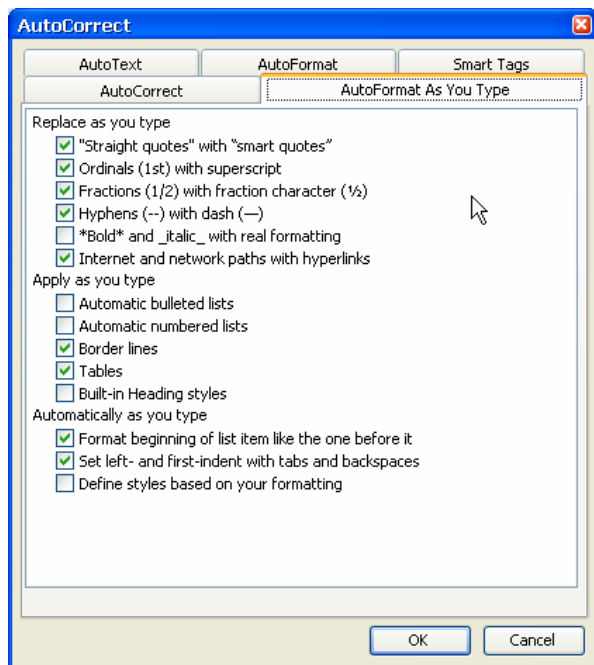 AutoCorrect
AutoText AutoFormat Smart Tags
AutoCorrect AutoFormat As You Type
Replace as you type
"Straight quotes" with “smart quotes”
Ordinals (1st) with superscript
Fractions (1/2) with fraction character (½)
Hyphens (--) with dash (—)
*Bold* and _italic_ with real formatting
Internet and network paths with hyperlinks
Apply as you type
Automatic bulleted lists
Automatic numbered lists
Border lines
Tables
Built-in Heading styles
Automatically as you type
Format beginning of list item like the one before it
Set left- and first-indent with tabs and backspaces
Define styles based on your formatting
OK Cancel